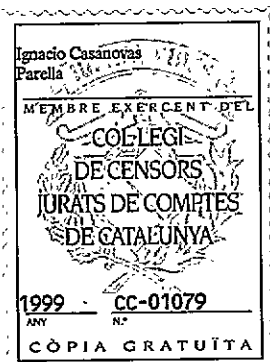 Ignacio Casanovas
Parella
MEMBRE EXERCENT DEL
COL·LEGI
DE CENSORS
JURATS DE COMPTES
DE CATALUNYA
1999 CC-01079
ANY N.º
CÒPIA GRATUÏTA